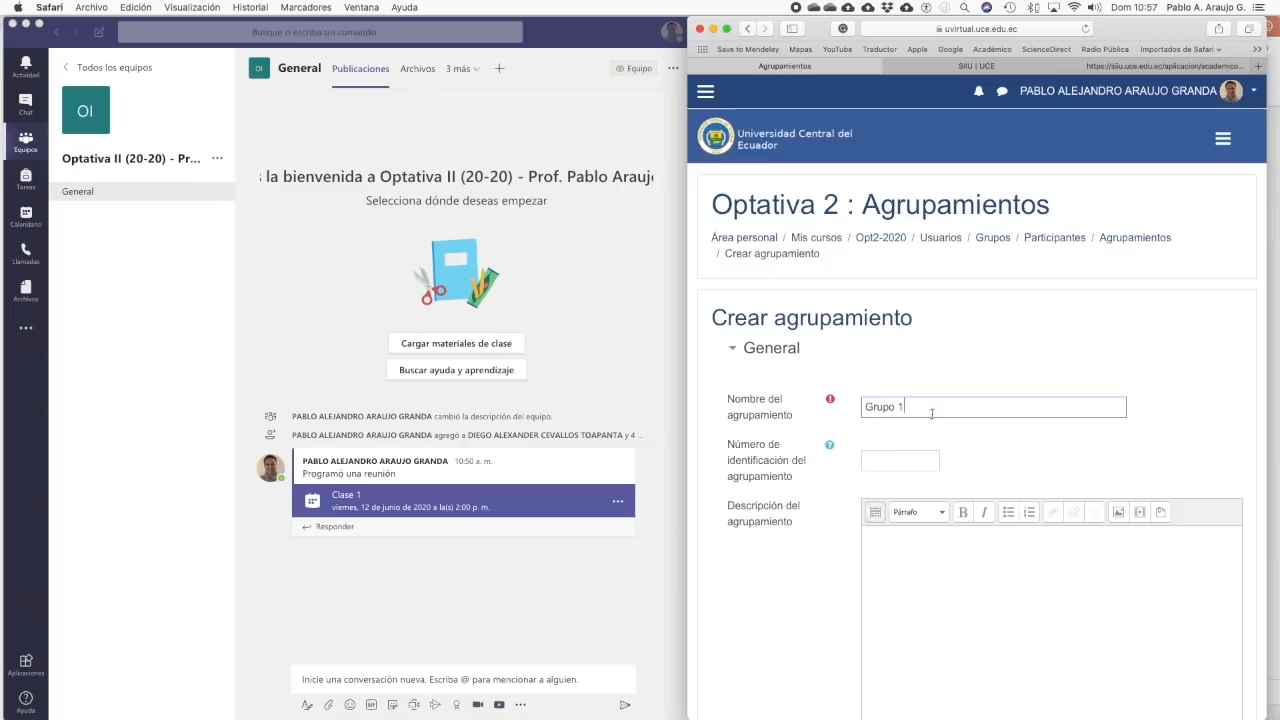 Safari Archivo Edición Visualización Historial Marcadores Ventana Ayuda
Dom 10:57 Pablo A. Araujo G.
Busque o escriba un comando
Actividad
Chat
Equipos
Tareas
Calendario
Llamadas
Archivos
Aplicaciones
Ayuda
Todos los equipos
OI
Optativa II (20-20) - Pr...
General
OI
General Publicaciones Archivos 3 más
Equipo
s la bienvenida a Optativa II (20-20) - Prof. Pablo Arauj
Selecciona dónde deseas empezar
Cargar materiales de clase
Buscar ayuda y aprendizaje
PABLO ALEJANDRO ARAUJO GRANDA cambió la descripción del equipo.
PABLO ALEJANDRO ARAUJO GRANDA agregó a DIEGO ALEXANDER CEVALLOS TOAPANTA y 4 ...
PABLO ALEJANDRO ARAUJO GRANDA 10:50 a. m.
Programó una reunión
Clase 1
viernes, 12 de junio de 2020 a la(s) 2:00 p. m.
Responder
Inicie una conversación nueva. Escriba @ para mencionar a alguien.
GIF
uvirtual.uce.edu.ec
Save to Mendeley Mapas YouTube Traductor Apple Google Académico ScienceDirect Radio Pública Importados de Safari
Agrupamientos
SIIU | UCE
https://siiu.uce.edu.ec/aplicacion/academico...
PABLO ALEJANDRO ARAUJO GRANDA
Universidad Central del
Ecuador
Optativa 2 : Agrupamientos
Área personal / Mis cursos / Opt2-2020 / Usuarios / Grupos / Participantes / Agrupamientos
/ Crear agrupamiento
Crear agrupamiento
General
Nombre del
agrupamiento
Grupo 1
Número de
identificación del
agrupamiento
Descripción del
agrupamiento
Párrafo
B I